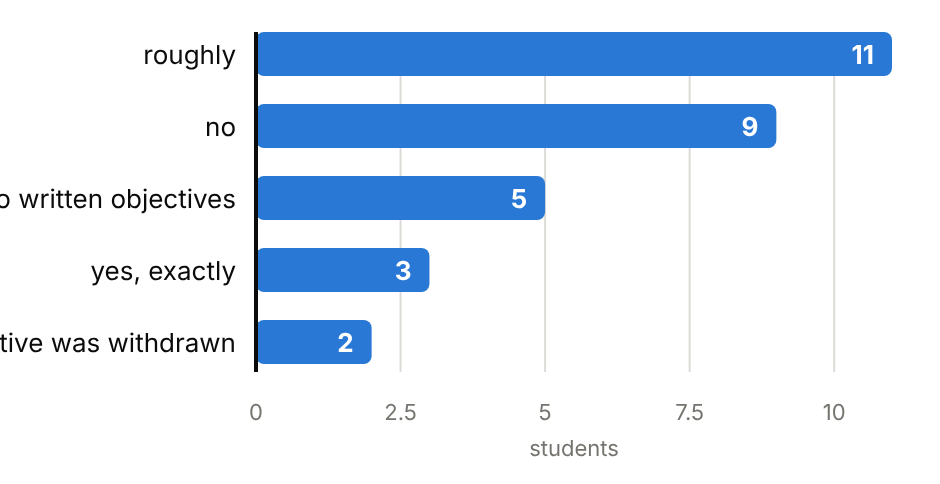 roughly
11
no
9
written objectives
5
yes, exactly
3
was withdrawn
2
0
2.5
5
7.5
10
students